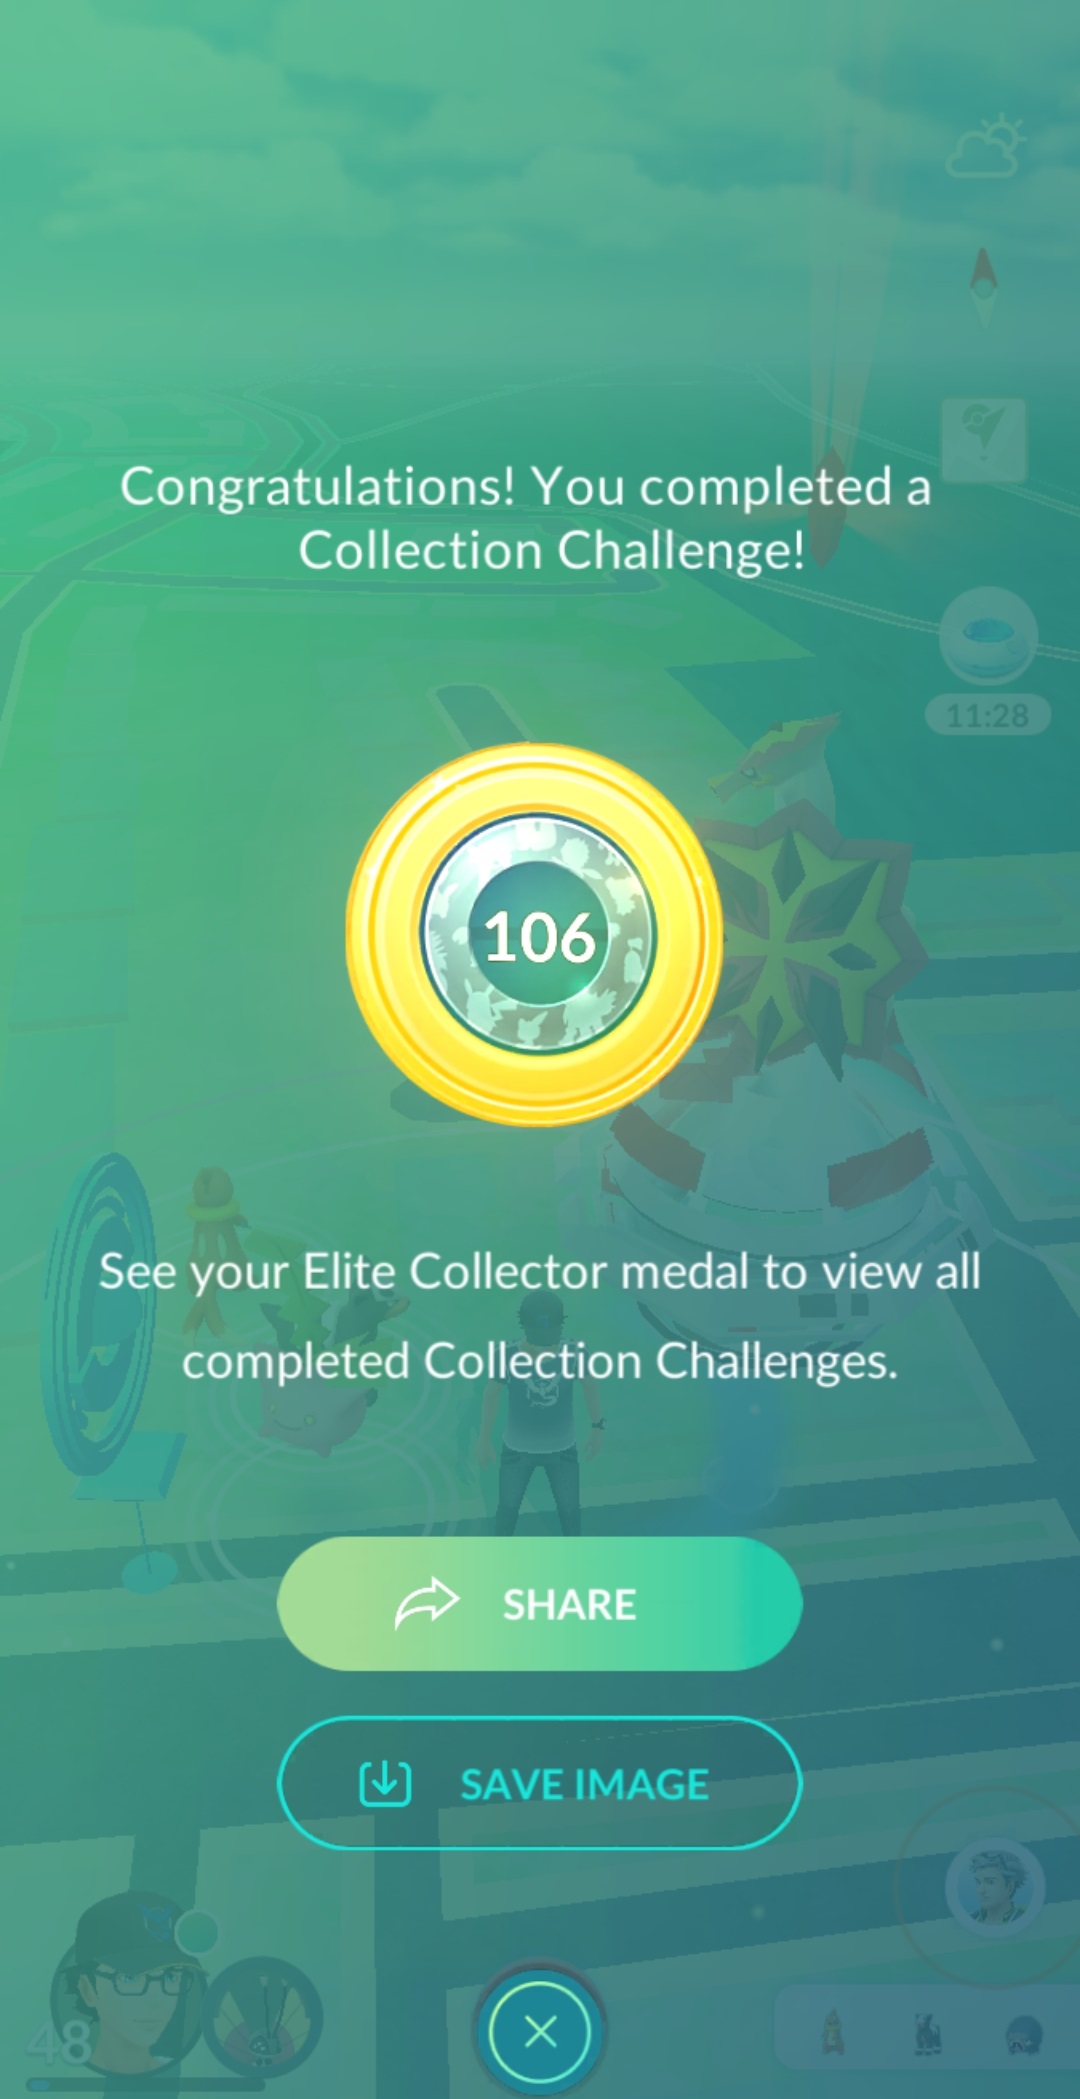 Congratulations! You completed a
Collection Challenge!
11:28
106
See your Elite Collector medal to view all
completed Collection Challenges.
SHARE
SAVE IMAGE
48